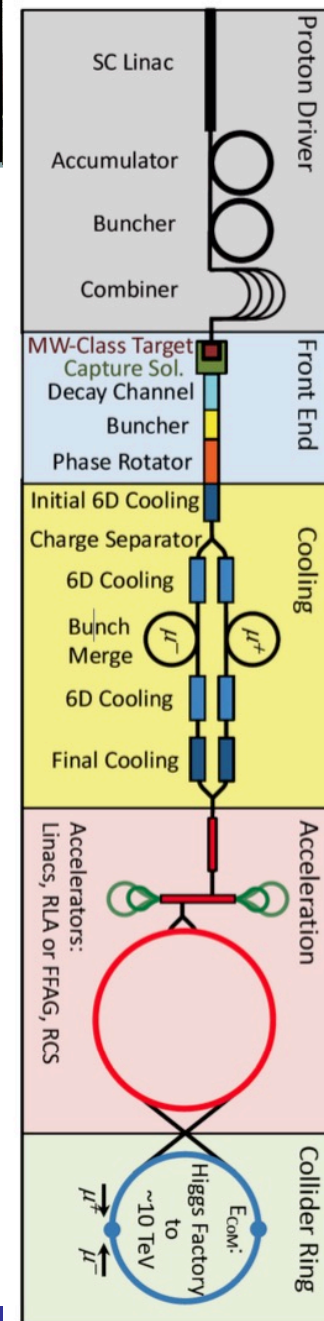 Proton Driver
SC Linac
Accumulator
Buncher
Combiner
Front End
MW-Class Target
Capture Sol.
Decay Channel
Buncher
Phase Rotator
Cooling
Initial 6D Cooling
Charge Separator
6D Cooling
Bunch
Merge
μ−
μ+
6D Cooling
Final Cooling
Acceleration
Accelerators:
Linacs, RLA or FFAG, RCS
Collider Ring
ECoM:
Higgs Factory
to
~10 TeV
μ+
μ−